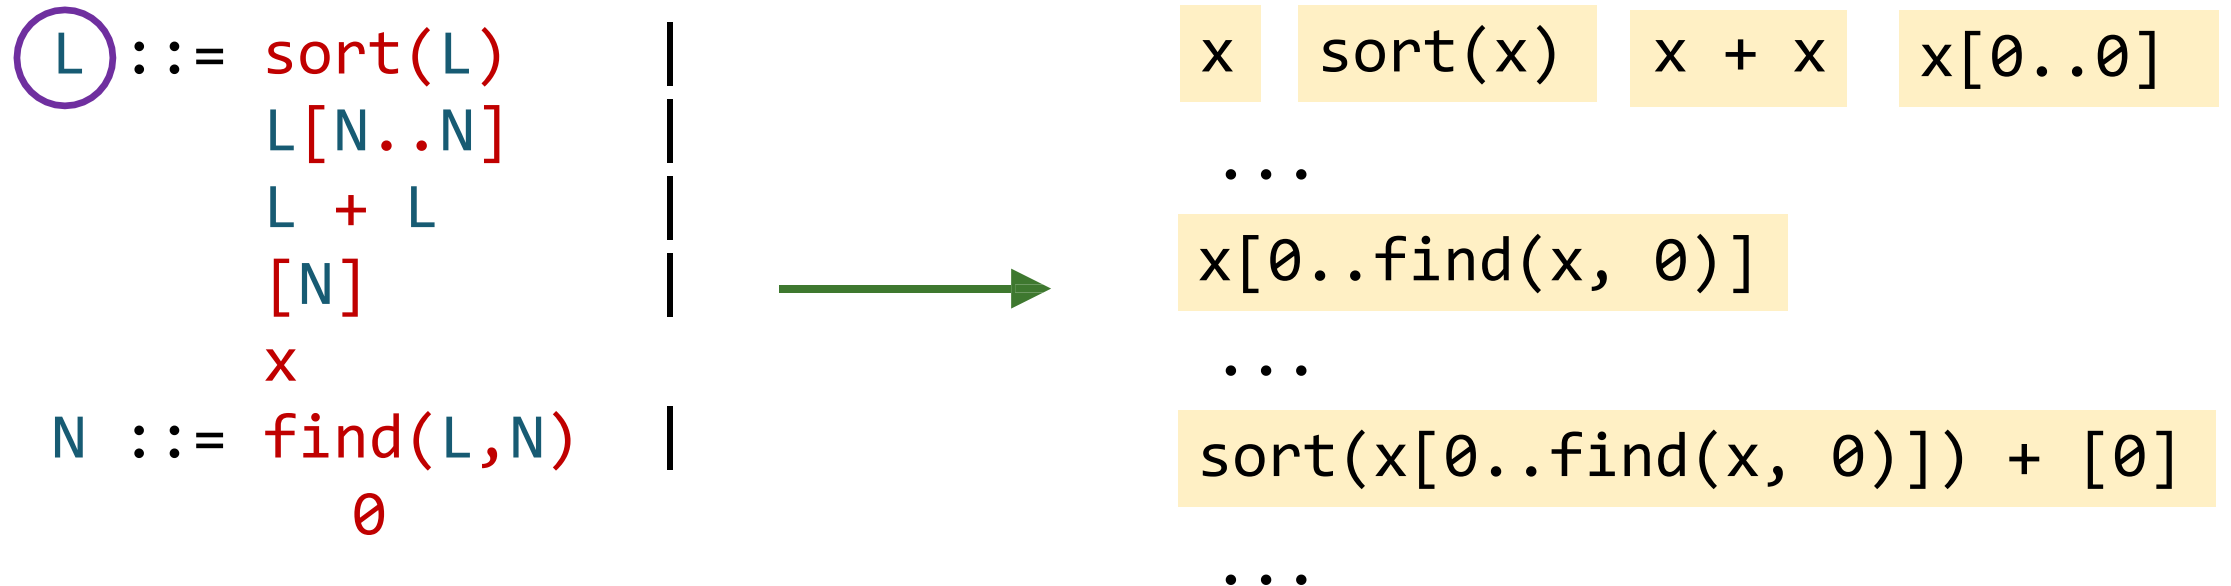 L ::= sort(L) |
L[N..N] |
L + L |
[N] |
x
N ::= find(L,N) |
0
x sort(x) x + x x[0..0]
...
x[0..find(x, 0)]
...
sort(x[0..find(x, 0)]) + [0]
...